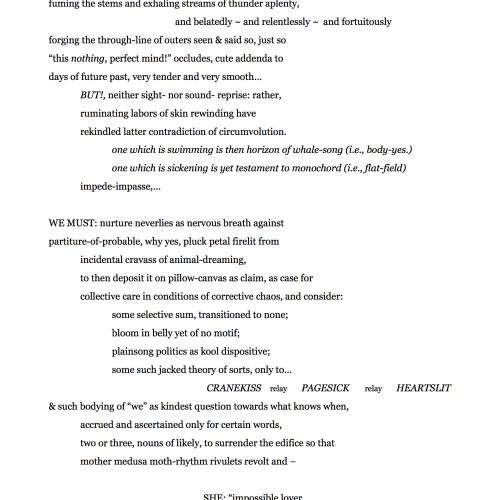 fuming the stems and exhaling streams of thunder aplenty,
and belatedly ~ and relentlessly ~ and fortuitously
forging the through-line of outers seen & said so, just so
“this nothing, perfect mind!” occludes, cute addenda to
days of future past, very tender and very smooth...
BUT!, neither sight- nor sound- reprise: rather,
ruminating labors of skin rewinding have
rekindled latter contradiction of circumvolution.
one which is swimming is then horizon of whale-song (i.e., body-yes.)
one which is sickening is yet testament to monochord (i.e., flat-field)
impede-impasse,...
WE MUST: nurture neverlies as nervous breath against
partiture-of-probable, why yes, pluck petal firelit from
incidental cravass of animal-dreaming,
to then deposit it on pillow-canvas as claim, as case for
collective care in conditions of corrective chaos, and consider:
some selective sum, transitioned to none;
bloom in belly yet of no motif;
plainsong politics as kool dispositive;
some such jacked theory of sorts, only to...
CRANEKISS relay PAGESICK relay HEARTSLIT
& such bodying of “we” as kindest question towards what knows when,
accrued and ascertained only for certain words,
two or three, nouns of likely, to surrender the edifice so that
mother medusa moth-rhythm rivulets revolt and –
SHE: “impossible lover